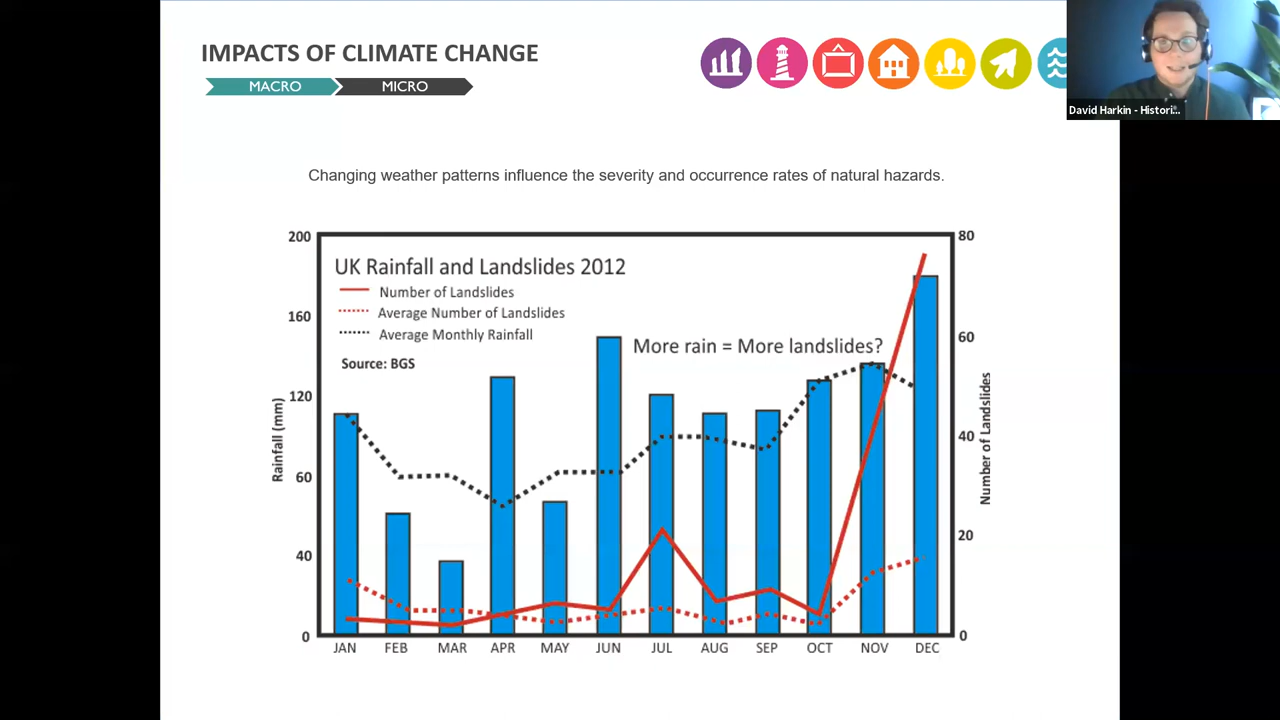 IMPACTS OF CLIMATE CHANGE
MACRO MICRO
David Harkin - Histori...
Changing weather patterns influence the severity and occurrence rates of natural hazards.
UK Rainfall and Landslides 2012
Number of Landslides
Average Number of Landslides
Average Monthly Rainfall
Source: BGS
More rain = More landslides?
Rainfall (mm)
200
160
120
60
40
0
Number of Landslides
80
60
40
20
0
JAN FEB MAR APR MAY JUN JUL AUG SEP OCT NOV DEC